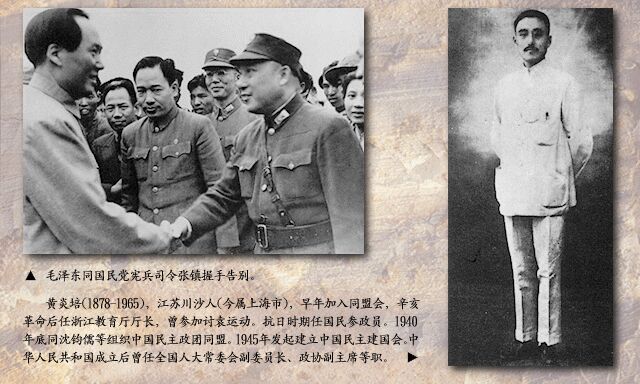 ▲ 毛泽东同国民党宪兵司令张镇握手告别。
黄炎培(1878-1965)，江苏川沙人(今属上海市)，早年加入同盟会，辛亥
革命后任浙江教育厅厅长，曾参加讨袁运动。抗日时期任国民参政员。1940
年底同沈钧儒等组织中国民主政团同盟。1945年发起建立中国民主建国会。中
华人民共和国成立后曾任全国人大常委会副委员长、政协副主席等职。 ▶